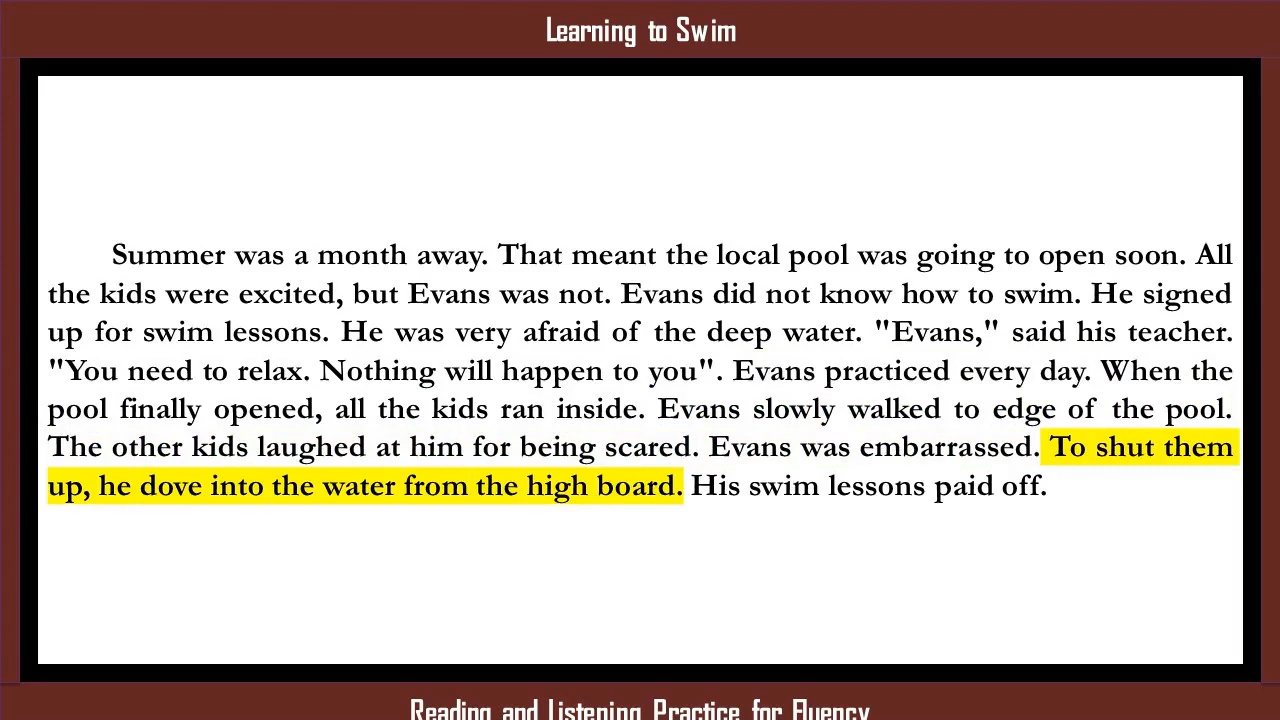 Learning to Swim
Summer was a month away. That meant the local pool was going to open soon. All
the kids were excited, but Evans was not. Evans did not know how to swim. He signed
up for swim lessons. He was very afraid of the deep water. "Evans," said his teacher.
"You need to relax. Nothing will happen to you". Evans practiced every day. When the
pool finally opened, all the kids ran inside. Evans slowly walked to edge of the pool.
The other kids laughed at him for being scared. Evans was embarrassed. To shut them
up, he dove into the water from the high board. His swim lessons paid off.
Reading and Listening Practice for Fluency